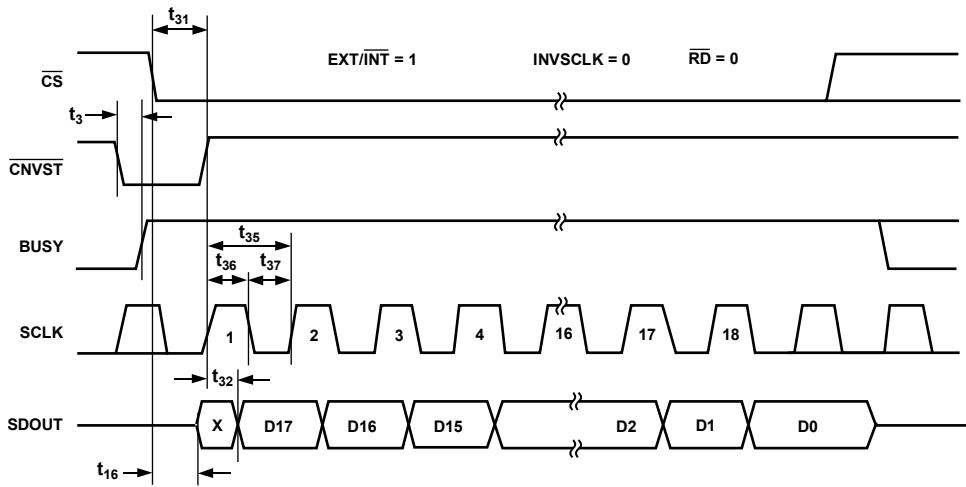 t31
EXT/INT = 1 INVSCLK = 0 RD = 0
CS
t3
CNVST
BUSY
t35
t36 t37
SCLK 1 2 3 4 16 17 18
t32
SDOUT X D17 D16 D15 D2 D1 D0
t16